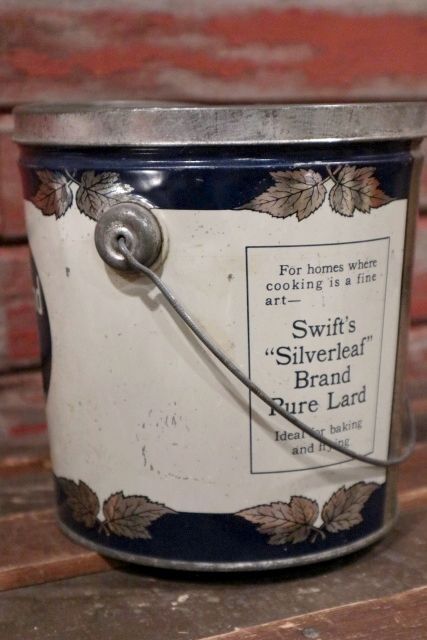 For homes where
cooking is a fine
art—
Swift's
"Silverleaf"
Brand
Pure Lard
Ideal for baking
and frying